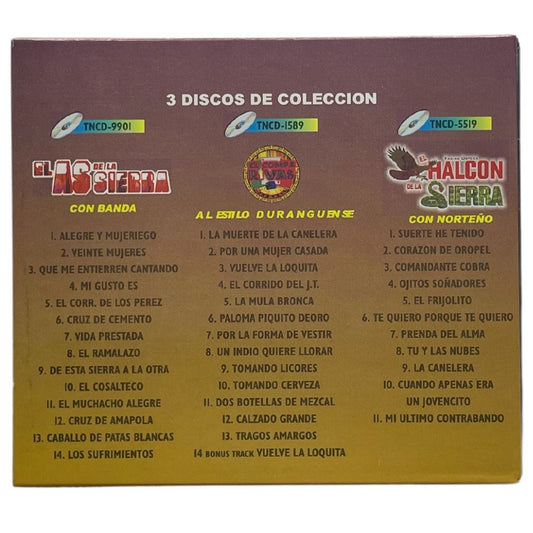 3 DISCOS DE COLECCION
TNCD-9901
EL AS DE LA SIERRA
CON BANDA
1. ALEGRE Y MUJERIEGO
2. VEINTE MUJERES
3. QUE ME ENTIERREN CANTANDO
4. MI GUSTO ES
5. EL CORR. DE LOS PEREZ
6. CRUZ DE CEMENTO
7. VIDA PRESTADA
8. EL RAMALAZO
9. DE ESTA SIERRA A LA OTRA
10. EL COSALTECO
11. EL MUCHACHO ALEGRE
12. CRUZ DE AMAPOLA
13. CABALLO DE PATAS BLANCAS
14. LOS SUFRIMIENTOS
TNCD-1589
EL COMPA
RIVAS
AL ESTILO DURANGUENSE
1. LA MUERTE DE LA CANELERA
2. POR UNA MUJER CASADA
3. VUELVE LA LOQUITA
4. EL CORRIDO DEL J.T.
5. LA MULA BRONCA
6. PALOMA PIQUITO DEORO
7. POR LA FORMA DE VESTIR
8. UN INDIO QUIERE LLORAR
9. TOMANDO LICORES
10. TOMANDO CERVEZA
11. DOS BOTELLAS DE MEZCAL
12. CALZADO GRANDE
13. TRAGOS AMARGOS
14 BONUS TRACK VUELVE LA LOQUITA
TNCD-5519
EL
HALCON
DE LA SIERRA
CON NORTEÑO
1. SUERTE HE TENIDO
2. CORAZON DE OROPEL
3. COMANDANTE COBRA
4. OJITOS SOÑADORES
5. EL FRIJOLITO
6. TE QUIERO PORQUE TE QUIERO
7. PRENDA DEL ALMA
8. TU Y LAS NUBES
9. LA CANELERA
10. CUANDO APENAS ERA
UN JOVENCITO
11. MI ULTIMO CONTRABANDO